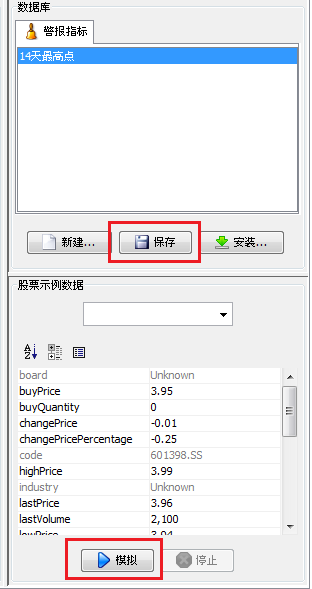 数据库
警报指标
14天最高点
新建... 保存 安装...
股票示例数据
board Unknown
buyPrice 3.95
buyQuantity 0
changePrice -0.01
changePricePercentage -0.25
code 601398.SS
highPrice 3.99
industry Unknown
lastPrice 3.96
lastVolume 2,100
lowPrice 3.94
模拟 停止